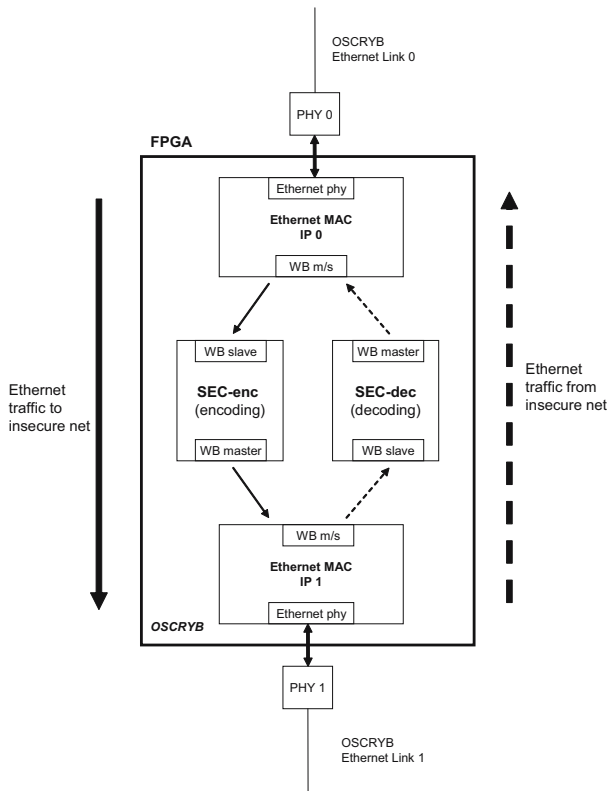 OSCRYB
Ethernet Link 0
PHY 0
FPGA
Ethernet phy
Ethernet MAC
IP 0
WB m/s
WB slave
SEC-enc
(encoding)
WB master
WB master
SEC-dec
(decoding)
WB slave
Ethernet
traffic to
insecure net
Ethernet
traffic from
insecure net
WB m/s
Ethernet MAC
IP 1
Ethernet phy
OSCRYB
PHY 1
OSCRYB
Ethernet Link 1